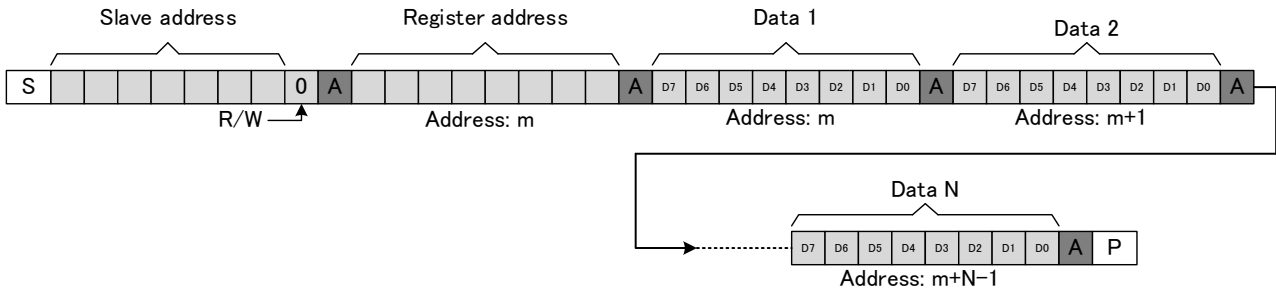 Slave address Register address Data 1 Data 2
S 0 A A D7 D6 D5 D4 D3 D2 D1 D0 A D7 D6 D5 D4 D3 D2 D1 D0 A
R/W Address: m Address: m Address: m+1
Data N
D7 D6 D5 D4 D3 D2 D1 D0 A P
Address: m+N-1